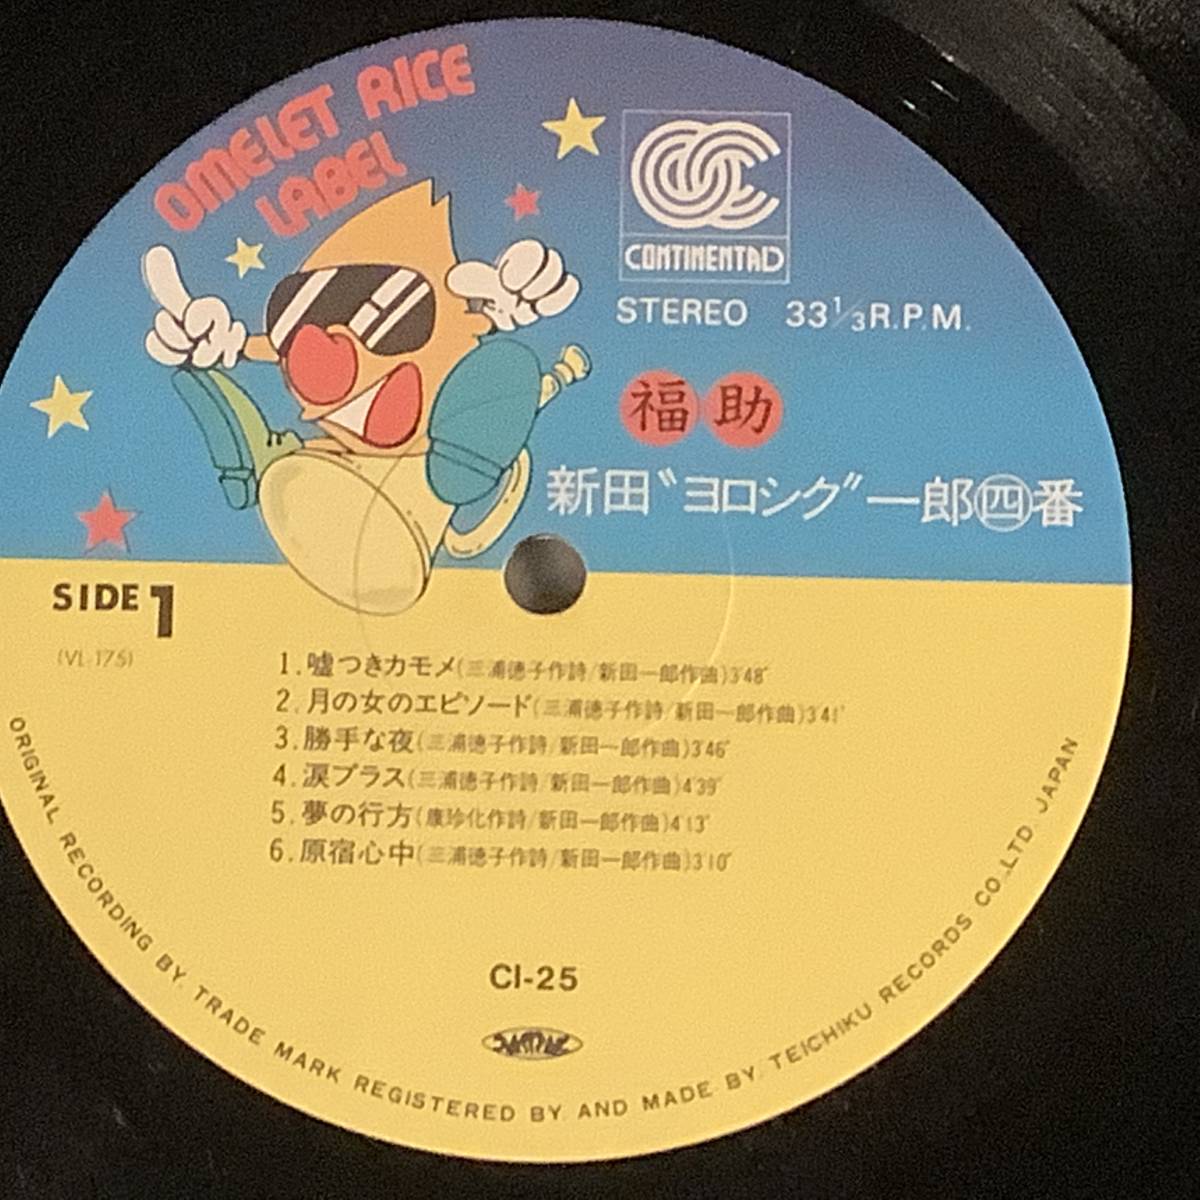 OMELET RICE
LABEL
CONTINENTAL
STEREO 33 1/3 R.P.M.
福助
新田〝ヨロシク〟一郎㊃番
SIDE 1
(VL-175)
1.嘘つきカモメ(三浦徳子作詩/新田一郎作曲)3'48"
2.月の女のエピソード(三浦徳子作詩/新田一郎作曲)3'41"
3.勝手な夜(三浦徳子作詩/新田一郎作曲)3'46"
4.涙プラス(三浦徳子作詩/新田一郎作曲)4'39"
5.夢の行方(康珍化作詩/新田一郎作曲)4'13"
6.原宿心中(三浦徳子作詩/新田一郎作曲)3'10"
CI-25
ORIGINAL RECORDING BY. TRADE MARK REGISTERED BY. AND MADE BY. TEICHIKU RECORDS CO.,LTD. JAPAN